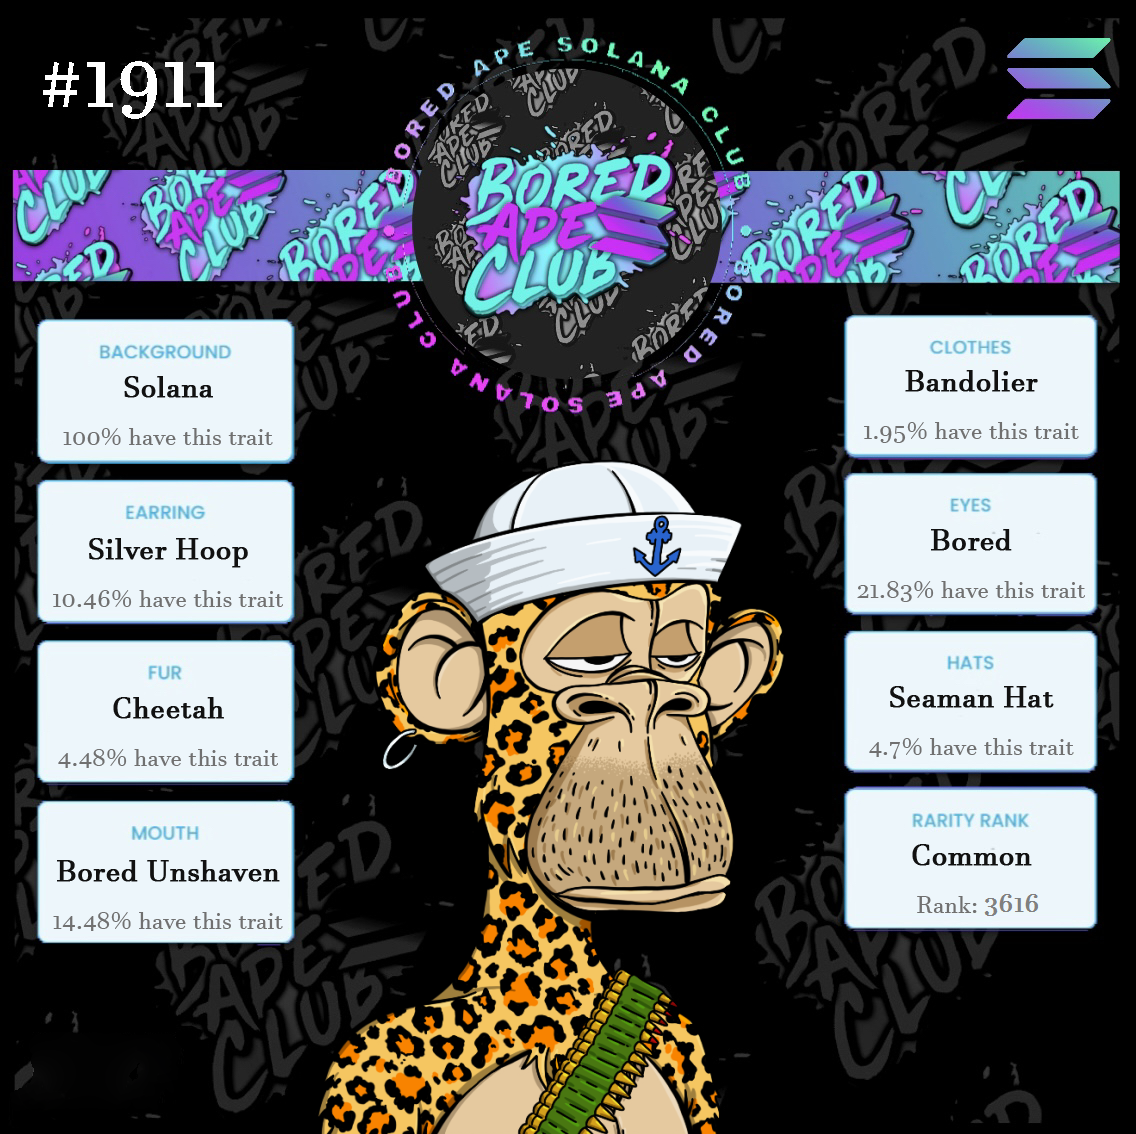 #1911
BORED APE SOLANA CLUB
BORED APE SOLANA CLUB
BORED
APE
CLUB
BACKGROUND
Solana
100% have this trait
EARRING
Silver Hoop
10.46% have this trait
FUR
Cheetah
4.48% have this trait
MOUTH
Bored Unshaven
14.48% have this trait
CLOTHES
Bandolier
1.95% have this trait
EYES
Bored
21.83% have this trait
HATS
Seaman Hat
4.7% have this trait
RARITY RANK
Common
Rank: 3616